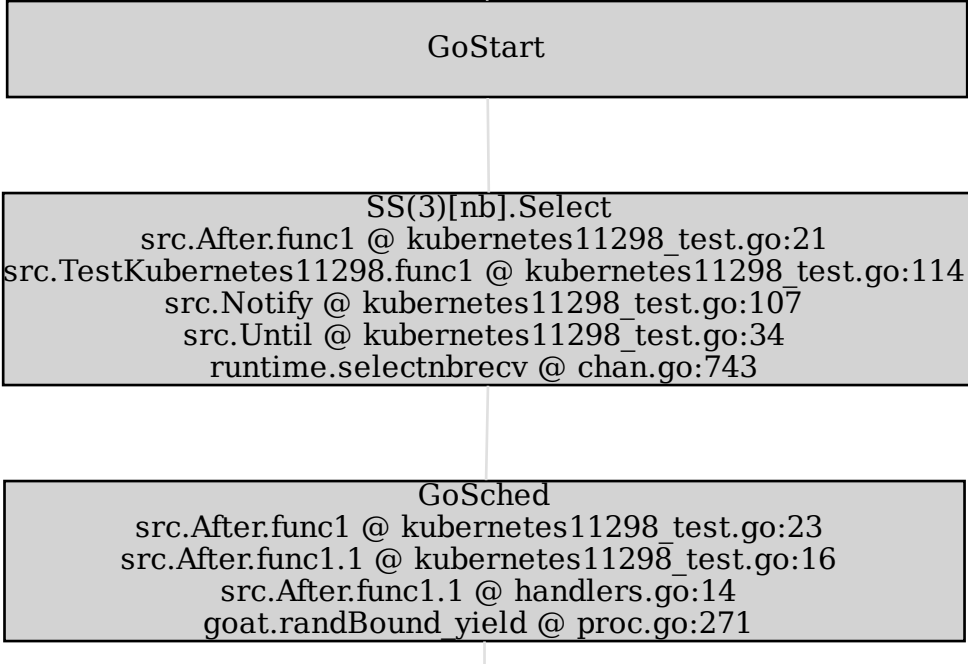 GoStart
SS(3)[nb].Select
src.After.func1 @ kubernetes11298_test.go:21
src.TestKubernetes11298.func1 @ kubernetes11298_test.go:114
src.Notify @ kubernetes11298_test.go:107
src.Until @ kubernetes11298_test.go:34
runtime.selectnbrecv @ chan.go:743
GoSched
src.After.func1 @ kubernetes11298_test.go:23
src.After.func1.1 @ kubernetes11298_test.go:16
src.After.func1.1 @ handlers.go:14
goat.randBound_yield @ proc.go:271